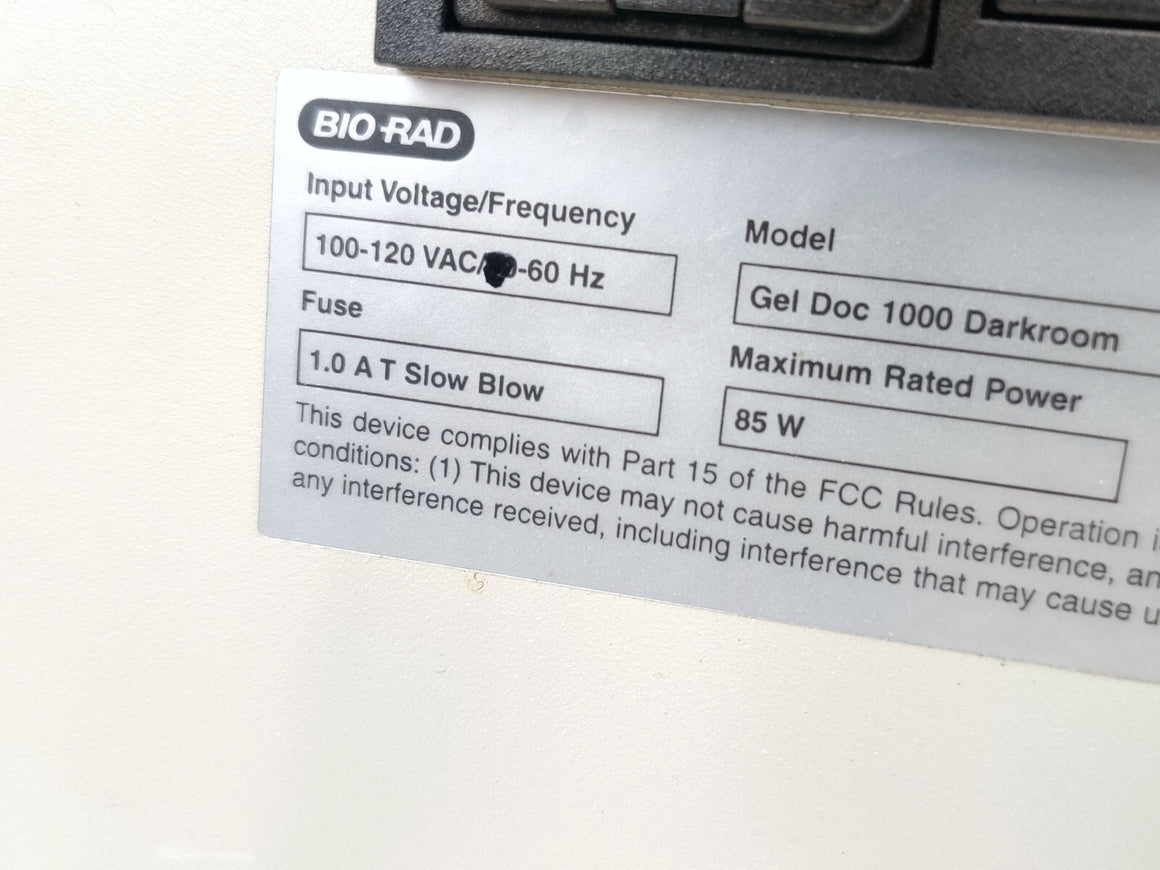 BIO-RAD
Input Voltage/Frequency
100-120 VAC/ -60 Hz
Fuse
1.0 A T Slow Blow
Model
Gel Doc 1000 Darkroom
Maximum Rated Power
85 W
This device complies with Part 15 of the FCC Rules. Operation
conditions: (1) This device may not cause harmful interference,
any interference received, including interference that may cause